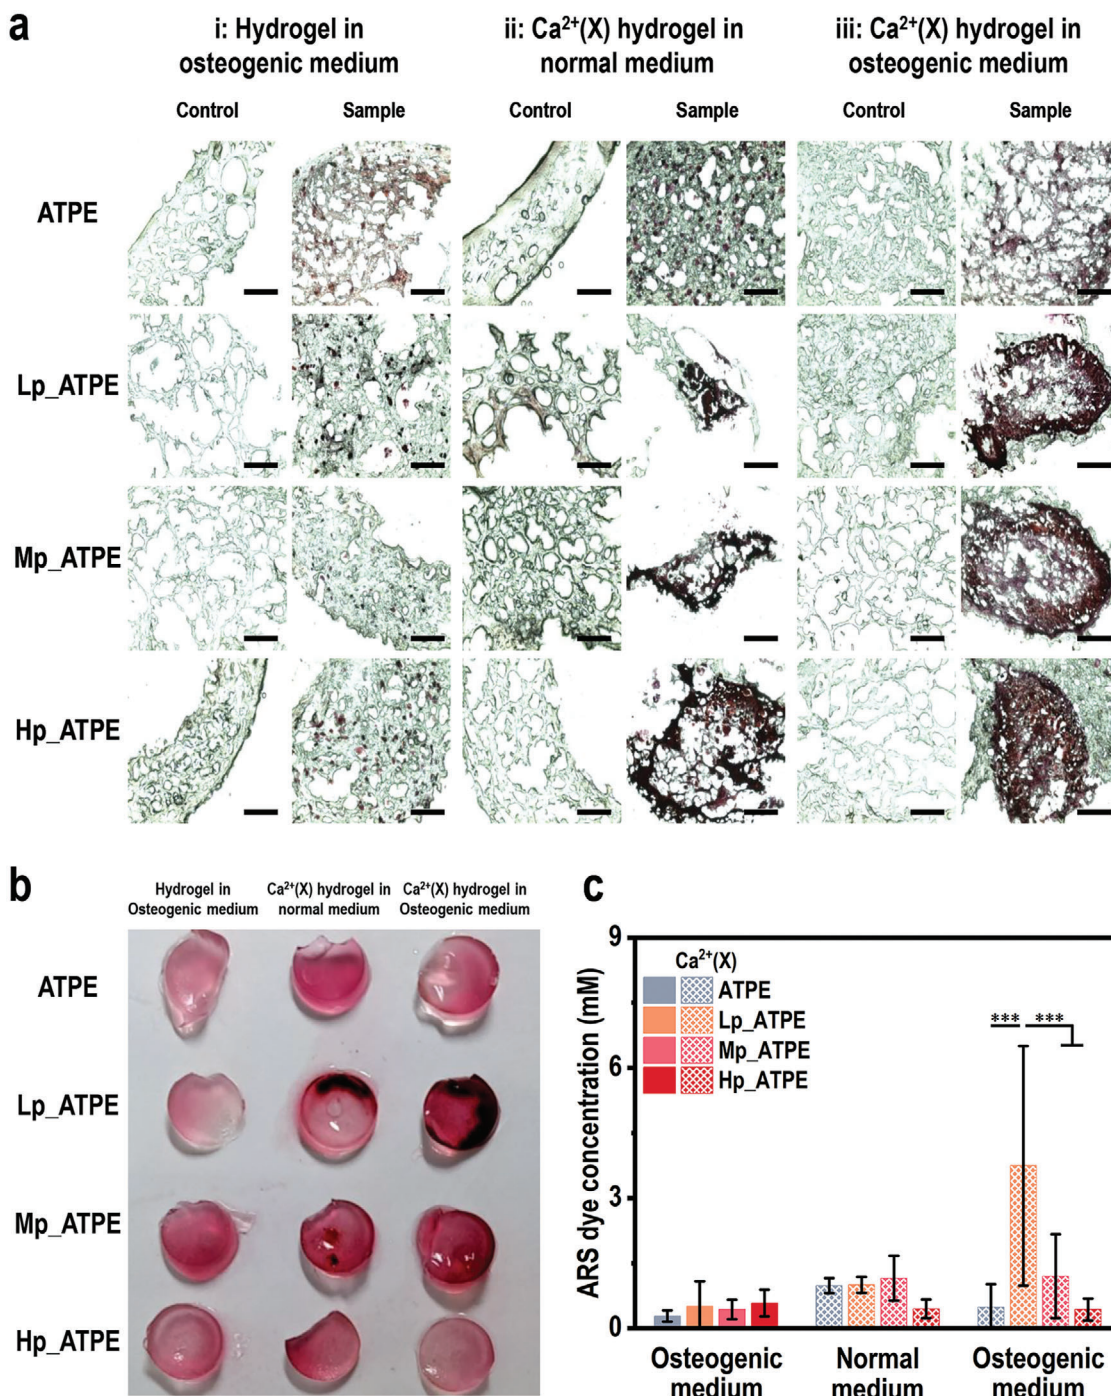 a
i: Hydrogel in
osteogenic medium
ii: Ca²⁺(X) hydrogel in
normal medium
iii: Ca²⁺(X) hydrogel in
osteogenic medium
Control Sample Control Sample Control Sample
ATPE
Lp_ATPE
Mp_ATPE
Hp_ATPE
b
Hydrogel in
Osteogenic medium
Ca²⁺(X) hydrogel in
normal medium
Ca²⁺(X) hydrogel in
Osteogenic medium
ATPE
Lp_ATPE
Mp_ATPE
Hp_ATPE
c
ARS dye concentration (mM)
9
6
3
0
Ca²⁺(X)
ATPE
Lp_ATPE
Mp_ATPE
Hp_ATPE
*** ***
Osteogenic
medium
Normal
medium
Osteogenic
medium